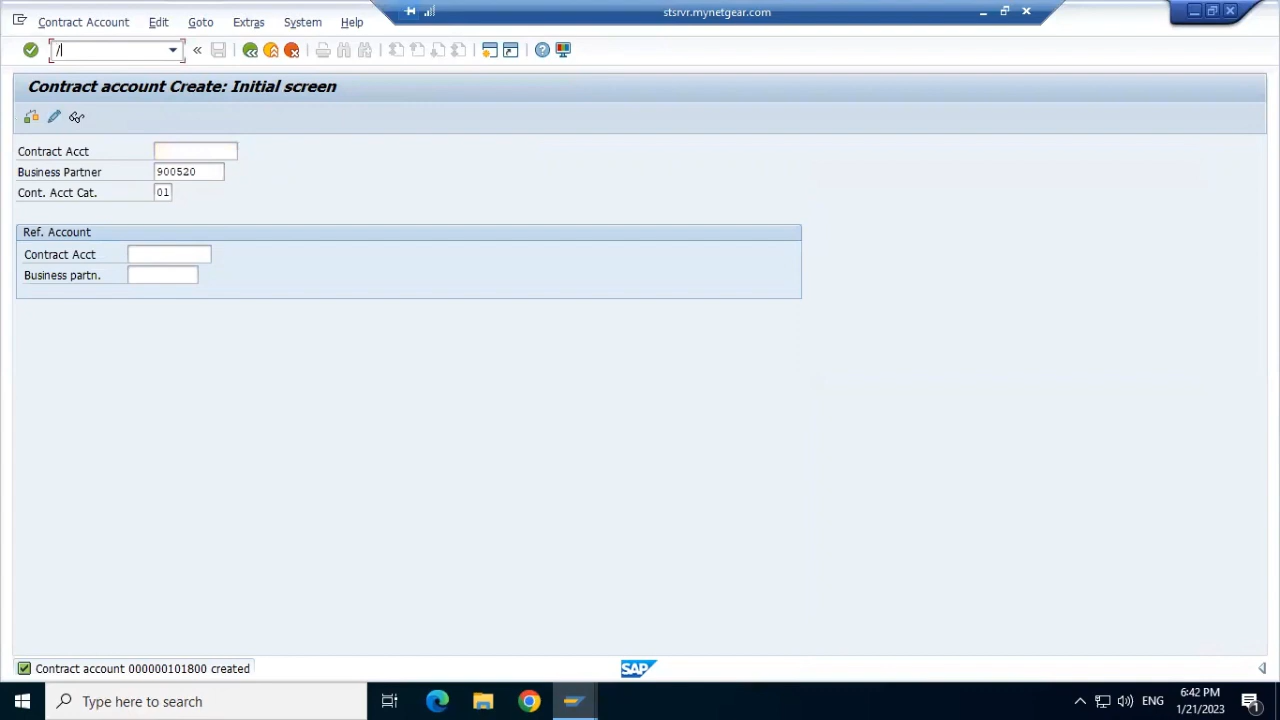 stsrvr.mynetgear.com
Contract Account Edit Goto Extras System Help
/
Contract account Create: Initial screen
Contract Acct
Business Partner 900520
Cont. Acct Cat. 01
Ref. Account
Contract Acct
Business partn.
Contract account 000000101800 created
SAP
Type here to search
ENG
6:42 PM
1/21/2023
1